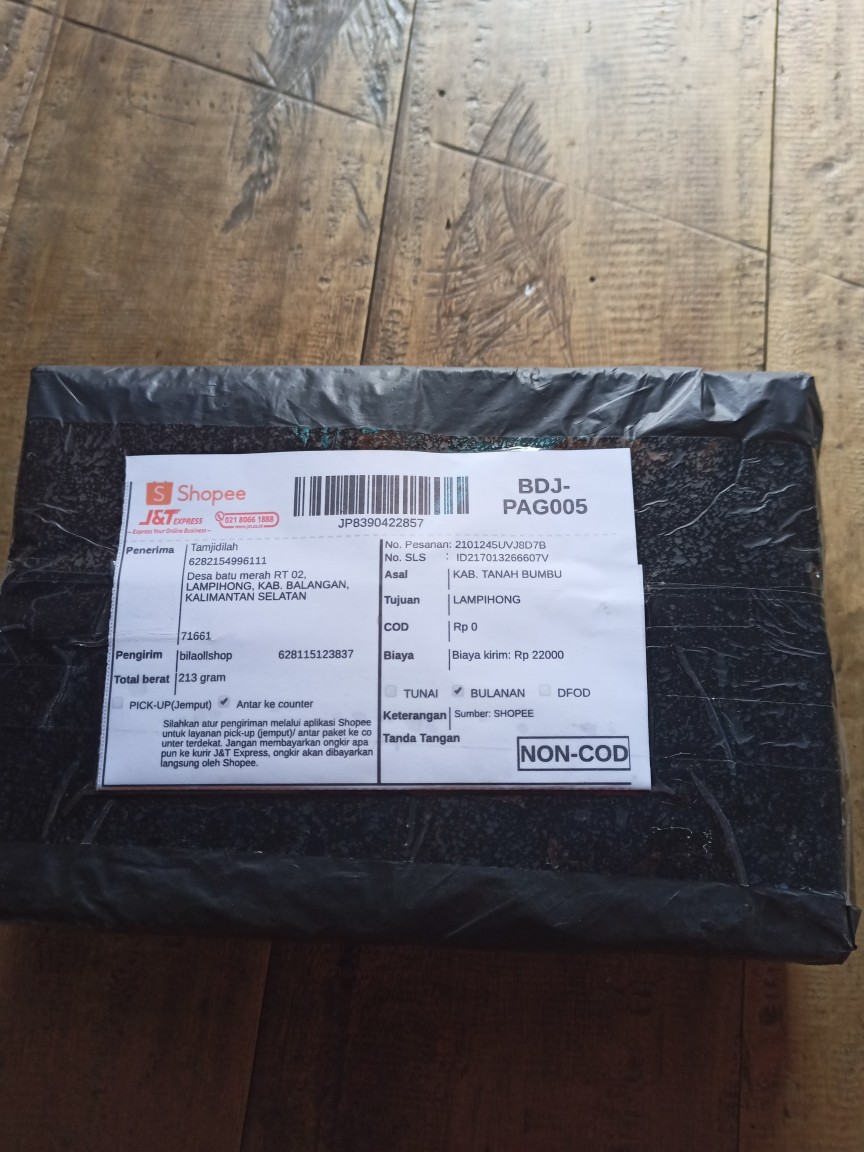 Shopee
J&T EXPRESS
Express Your Online Business
021 8066 1888
www.jet.co.id
JP8390422857
BDJ-
PAG005
Penerima
Tamjidilah
6282154996111
Desa batu merah RT 02,
LAMPIHONG, KAB. BALANGAN,
KALIMANTAN SELATAN
71661
Pengirim bilaollshop 628115123837
Total berat 213 gram
PICK-UP(Jemput) Antar ke counter
Silahkan atur pengiriman melalui aplikasi Shopee
untuk layanan pick-up (jemput)/ antar paket ke co
unter terdekat. Jangan membayarkan ongkir apa
pun ke kurir J&T Express, ongkir akan dibayarkan
langsung oleh Shopee.
No. Pesanan: 2101245UVJ8D7B
No. SLS : ID217013266607V
Asal KAB. TANAH BUMBU
Tujuan LAMPIHONG
COD Rp 0
Biaya Biaya kirim: Rp 22000
TUNAI BULANAN DFOD
Keterangan Sumber: SHOPEE
Tanda Tangan
NON-COD